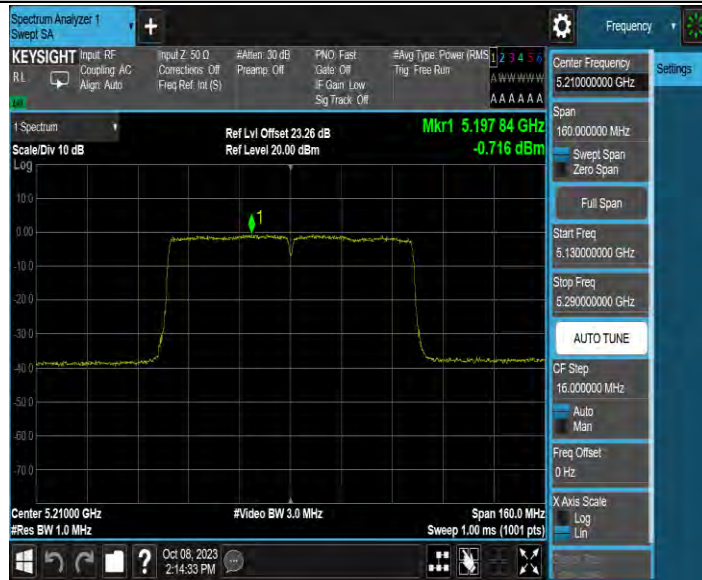 Spectrum Analyzer 1
Swept SA
Frequency
KEYSIGHT
RL
Input: RF
Coupling: AC
Align: Auto
Input Z: 50 Ω
Corrections: Off
Freq Ref: Int (S)
#Atten: 30 dB
Preamp: Off
PNO: Fast
Gate: Off
IF Gain: Low
Sig Track: Off
#Avg Type: Power (RMS
Trig: Free Run
1 2 3 4 5 6
A W W W W W
A A A A A A
1 Spectrum
Scale/Div 10 dB
Log
Ref Lvl Offset 23.26 dB
Ref Level 20.00 dBm
Mkr1 5.197 84 GHz
-0.716 dBm
10.0
0.00
-10.0
-20.0
-30.0
-40.0
-50.0
-60.0
-70.0
1
Center 5.21000 GHz
#Res BW 1.0 MHz
#Video BW 3.0 MHz
Span 160.0 MHz
Sweep 1.00 ms (1001 pts)
Oct 08, 2023
2:14:33 PM
Center Frequency
5.210000000 GHz
Settings
Span
160.000000 MHz
Swept Span
Zero Span
Full Span
Start Freq
5.130000000 GHz
Stop Freq
5.290000000 GHz
AUTO TUNE
CF Step
16.000000 MHz
Auto
Man
Freq Offset
0 Hz
X Axis Scale
Log
Lin